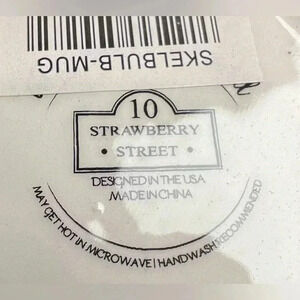 SKELBULB-MUG
10
STRAWBERRY
• STREET •
DESIGNED IN THE USA
MADE IN CHINA
MAY GET HOT IN MICROWAVE | HANDWASH RECOMMENDED